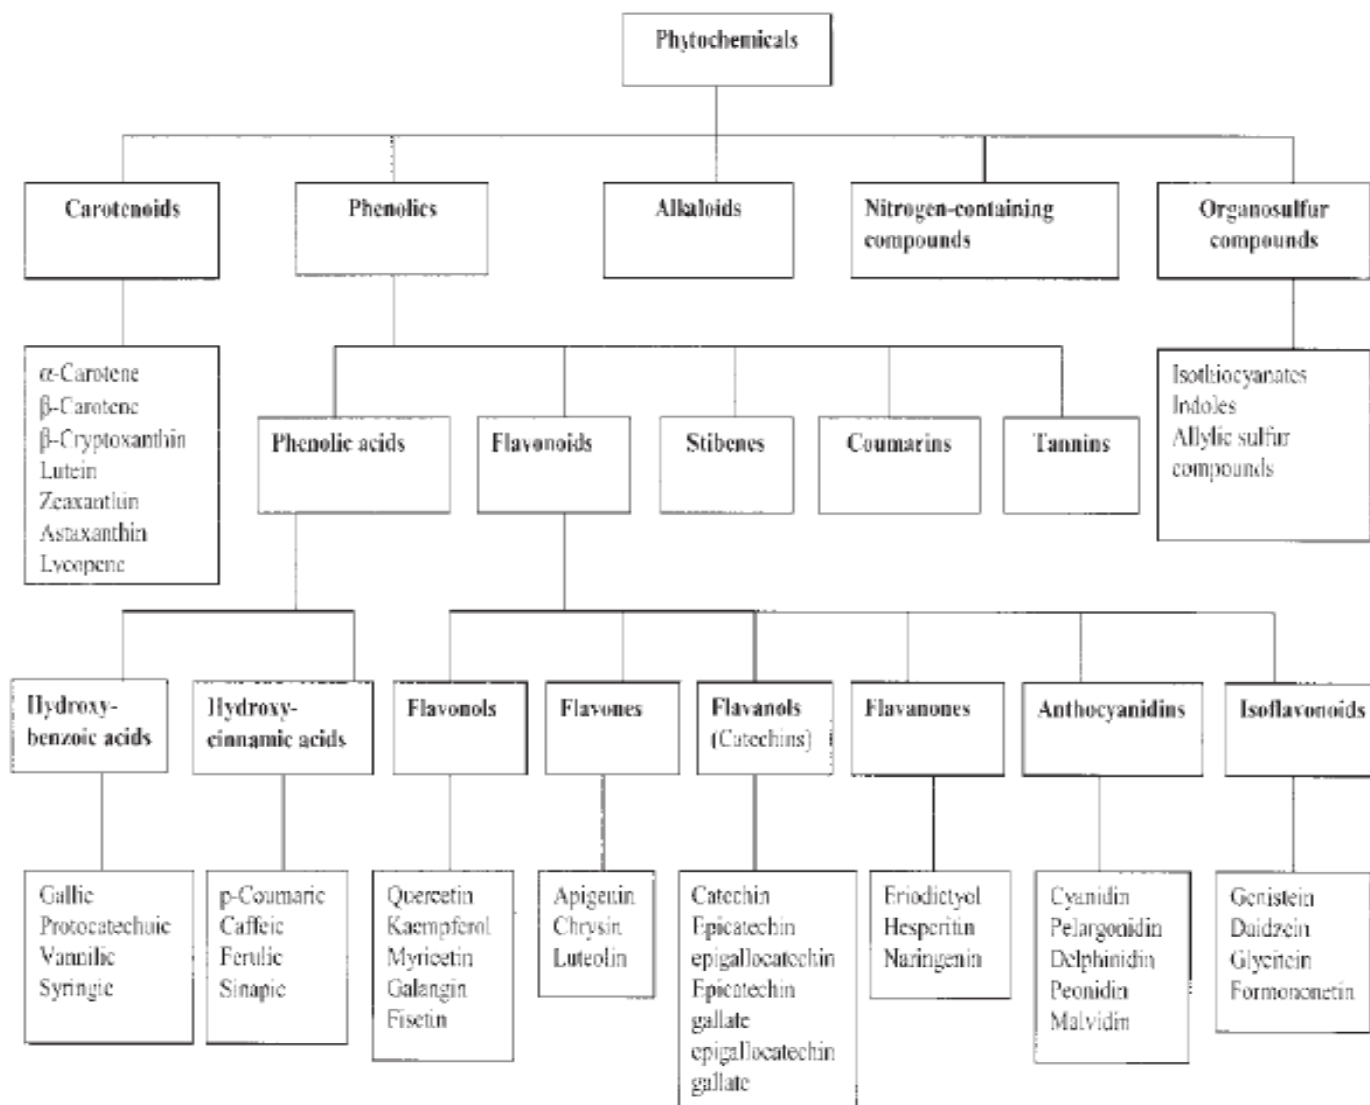 Phytochemicals
Carotenoids
Phenolics
Alkaloids
Nitrogen-containing
compounds
Organosulfur
compounds
α-Carotene
β-Carotene
β-Cryptoxanthin
Lutein
Zeaxanthin
Astaxanthin
Lycopene
Phenolic acids
Flavonoids
Stibenes
Coumarins
Tannins
Isothiocyanates
Indoles
Allylic sulfur
compounds
Hydroxy-
benzoic acids
Hydroxy-
cinnamic acids
Flavonols
Flavones
Flavanols
(Catechins)
Flavanones
Anthocyanidins
Isoflavonoids
Gallic
Protocatechuic
Vannilic
Syringic
p-Coumaric
Caffeic
Ferulic
Sinapic
Quercetin
Kaempferol
Myricetin
Galangin
Fisetin
Apigenin
Chrysin
Luteolin
Catechin
Epicatechin
epigallocatechin
Epicatechin
gallate
epigallocatechin
gallate
Eriodictyol
Hesperitin
Naringenin
Cyanidin
Pelargonidin
Delphinidin
Peonidin
Malvidin
Genistein
Daidzein
Glycitein
Formononetin